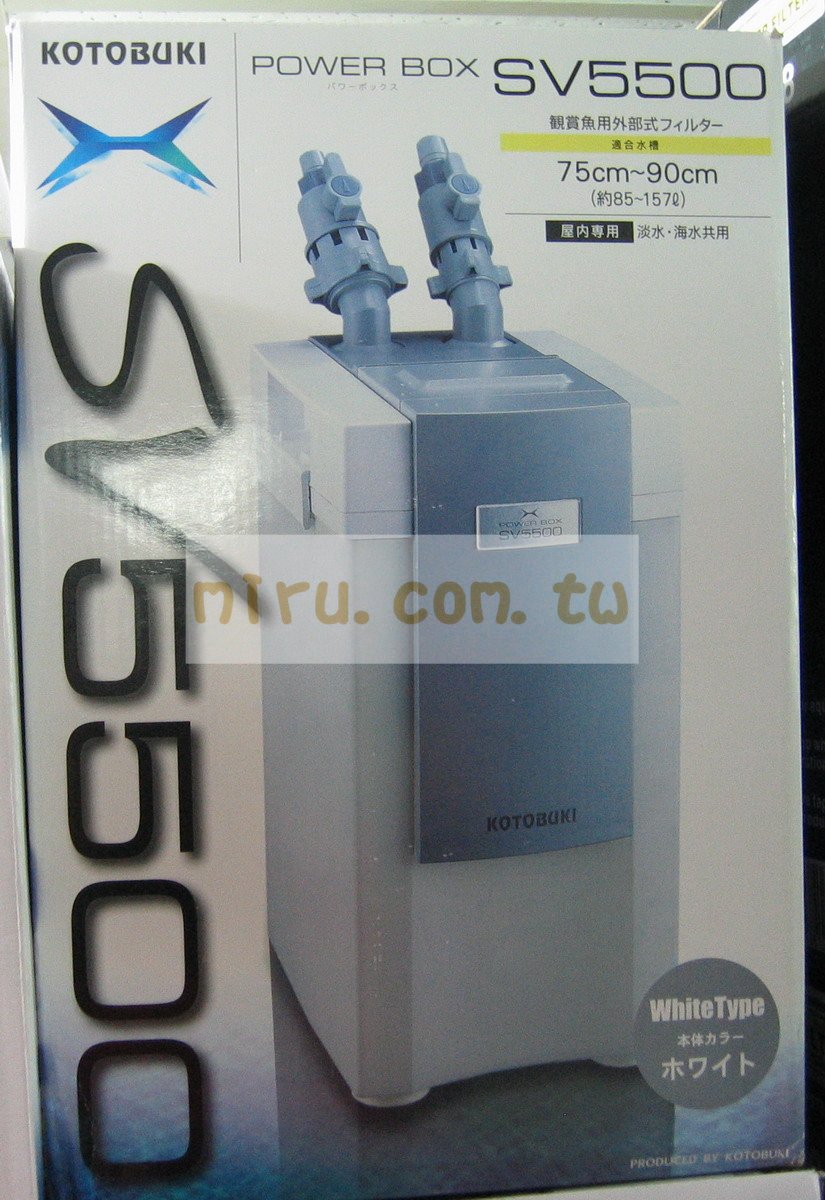 KOTOBUKI
POWER BOX SV5500
パワーボックス
観賞魚用外部式フィルター
適合水槽
75cm~90cm
(約85~157ℓ)
屋内専用 淡水・海水共用
SV5500
POWER BOX
SV5500
miru.com.tw
KOTOBUKI
WhiteType
本体カラー
ホワイト
PRODUCED BY KOTOBUKI